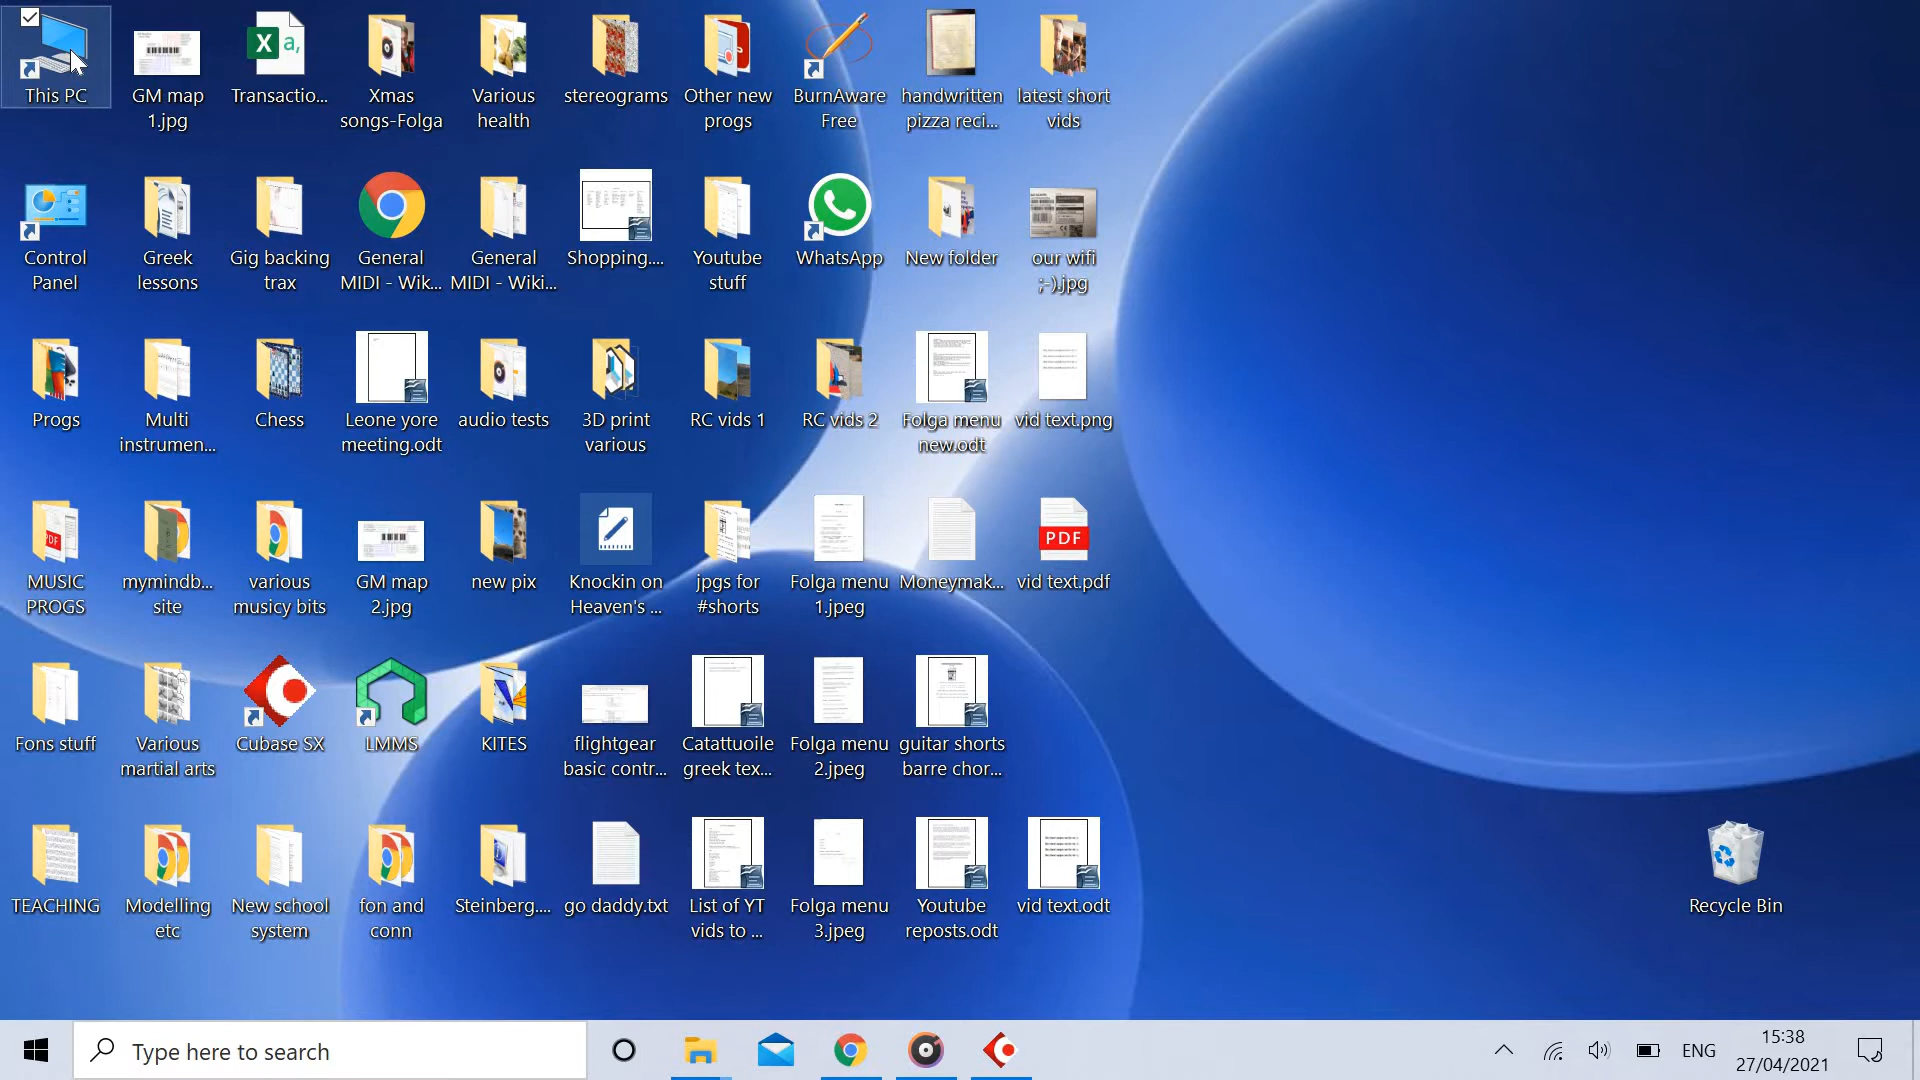 This PC
GM map
1.jpg
Transactio...
Xmas
songs-Folga
Various
health
stereograms
Other new
progs
BurnAware
Free
handwritten
pizza reci...
latest short
vids
Control
Panel
Greek
lessons
Gig backing
trax
General
MIDI - Wik...
General
MIDI - Wiki...
Shopping....
Youtube
stuff
WhatsApp
New folder
our wifi
;-).jpg
Progs
Multi
instrumen...
Chess
Leone yore
meeting.odt
audio tests
3D print
various
RC vids 1
RC vids 2
Folga menu
new.odt
vid text.png
MUSIC
PROGS
mymindb...
site
various
musicy bits
GM map
2.jpg
new pix
Knockin on
Heaven's ...
jpgs for
#shorts
Folga menu
1.jpeg
Moneymak...
PDF
vid text.pdf
Fons stuff
Various
martial arts
Cubase SX
LMMS
KITES
flightgear
basic contr...
Catattuoile
greek tex...
Folga menu
2.jpeg
guitar shorts
barre chor...
TEACHING
Modelling
etc
New school
system
fon and
conn
Steinberg....
go daddy.txt
List of YT
vids to ...
Folga menu
3.jpeg
Youtube
reposts.odt
vid text.odt
Recycle Bin
Type here to search
ENG
15:38
27/04/2021